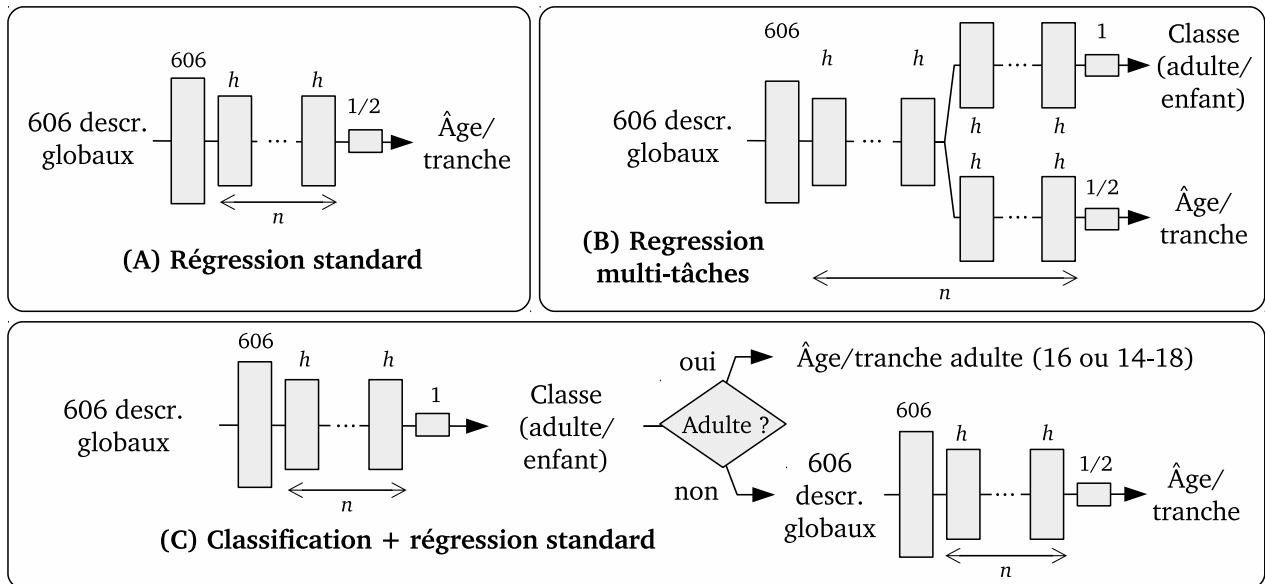 606
h
h
1/2
606 descr.
globaux
...
Âge/
tranche
n
(A) Régression standard
606
h
h
1
Classe
(adulte/
enfant)
...
606 descr.
globaux
...
h
h
h
h
1/2
...
Âge/
tranche
(B) Regression
multi-tâches
n
606
h
h
1
606 descr.
globaux
...
Classe
(adulte/
enfant)
n
oui
Âge/tranche adulte (16 ou 14-18)
Adulte ?
non
606
descr.
globaux
606
h
h
1/2
...
Âge/
tranche
n
(C) Classification + régression standard